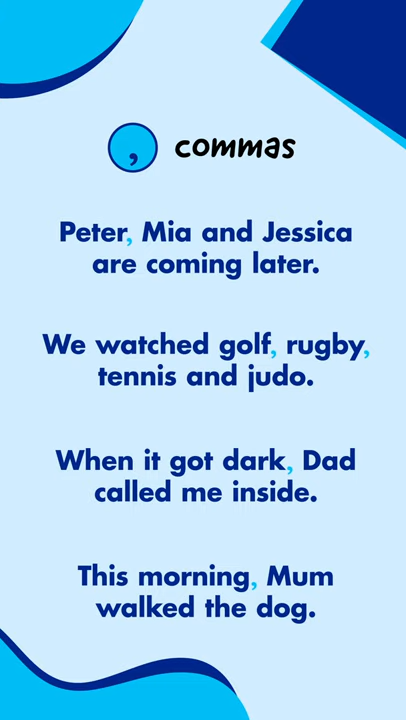 , commas
Peter, Mia and Jessica
are coming later.
We watched golf, rugby,
tennis and judo.
When it got dark, Dad
called me inside.
This morning, Mum
walked the dog.